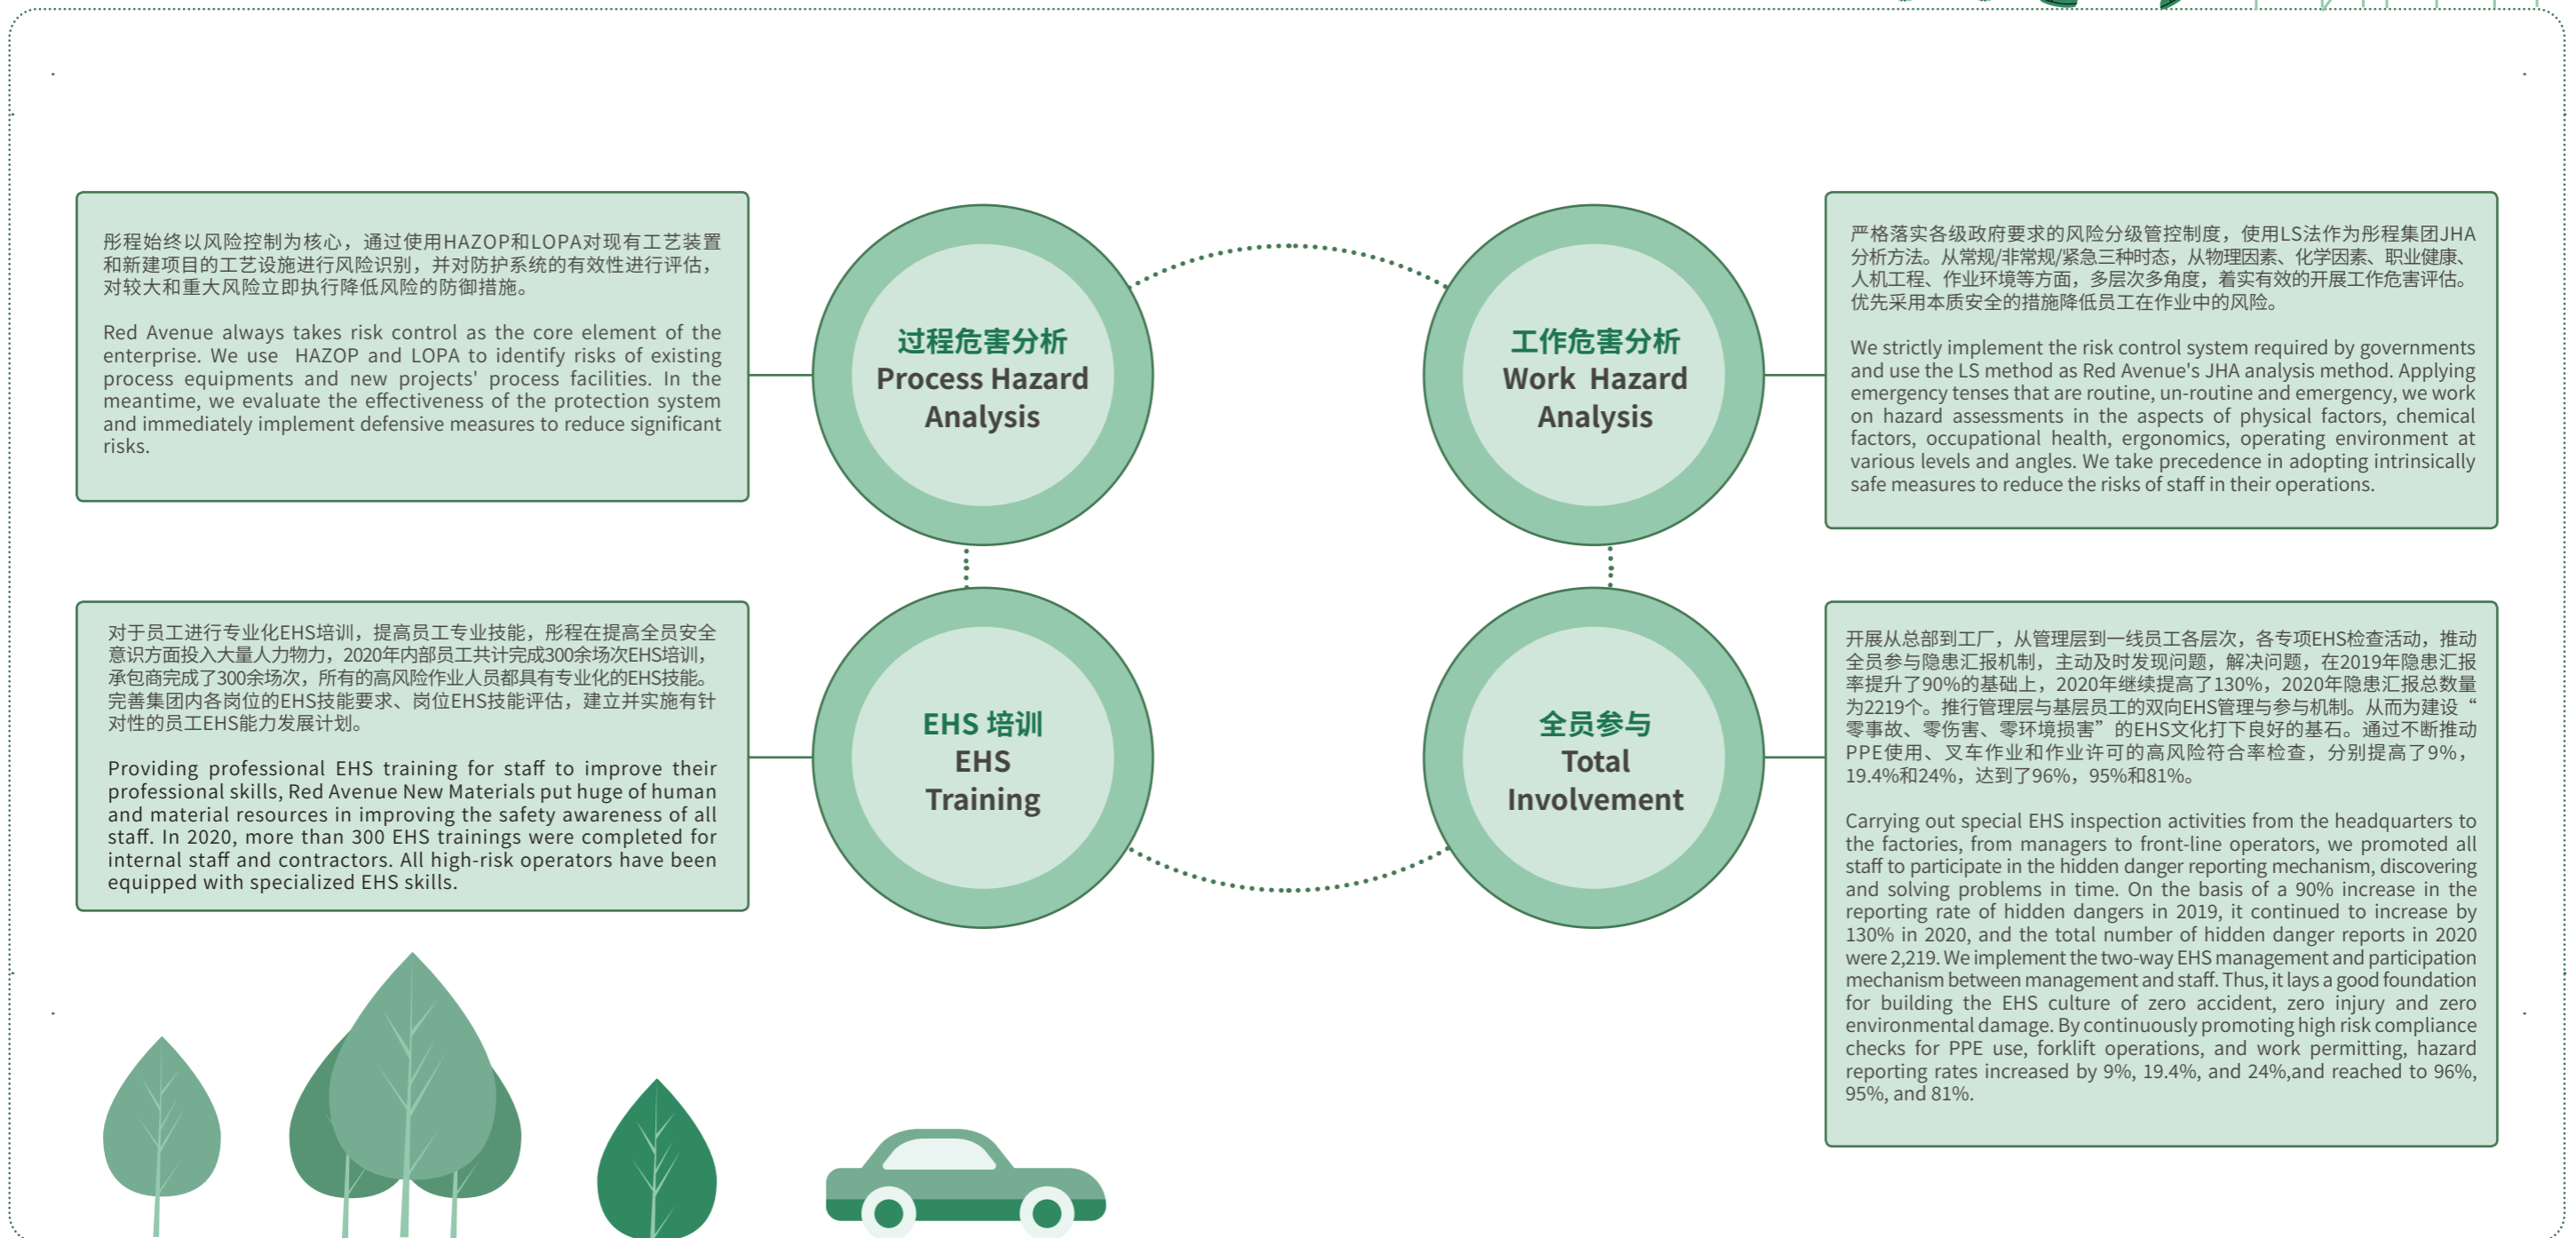 彤程始终以风险控制为核心，通过使用HAZOP和LOPA对现有工艺装置
和新建项目的工艺设施进行风险识别，并对防护系统的有效性进行评估，
对较大和重大风险立即执行降低风险的防御措施。
Red Avenue always takes risk control as the core element of the
enterprise. We use  HAZOP and LOPA to identify risks of existing
process equipments and new projects' process facilities. In the
meantime, we evaluate the effectiveness of the protection system
and immediately implement defensive measures to reduce significant
risks.
过程危害分析
Process Hazard
Analysis
工作危害分析
Work  Hazard
Analysis
严格落实各级政府要求的风险分级管控制度，使用LS法作为彤程集团JHA
分析方法。从常规/非常规/紧急三种时态，从物理因素、化学因素、职业健康、
人机工程、作业环境等方面，多层次多角度，着实有效的开展工作危害评估。
优先采用本质安全的措施降低员工在作业中的风险。
We strictly implement the risk control system required by governments
and use the LS method as Red Avenue's JHA analysis method. Applying
emergency tenses that are routine, un-routine and emergency, we work
on hazard assessments in the aspects of physical factors, chemical
factors, occupational health, ergonomics, operating environment at
various levels and angles. We take precedence in adopting intrinsically
safe measures to reduce the risks of staff in their operations.
对于员工进行专业化EHS培训，提高员工专业技能，彤程在提高全员安全
意识方面投入大量人力物力，2020年内部员工共计完成300余场次EHS培训，
承包商完成了300余场次，所有的高风险作业人员都具有专业化的EHS技能。
完善集团内各岗位的EHS技能要求、岗位EHS技能评估，建立并实施有针
对性的员工EHS能力发展计划。
Providing professional EHS training for staff to improve their
professional skills, Red Avenue New Materials put huge of human
and material resources in improving the safety awareness of all
staff. In 2020, more than 300 EHS trainings were completed for
internal staff and contractors. All high-risk operators have been
equipped with specialized EHS skills.
EHS 培训
EHS
Training
全员参与
Total
Involvement
开展从总部到工厂，从管理层到一线员工各层次，各专项EHS检查活动，推动
全员参与隐患汇报机制，主动及时发现问题，解决问题，在2019年隐患汇报
率提升了90%的基础上，2020年继续提高了130%，2020年隐患汇报总数量
为2219个。推行管理层与基层员工的双向EHS管理与参与机制。从而为建设“
零事故、零伤害、零环境损害”的EHS文化打下良好的基石。通过不断推动
PPE使用、叉车作业和作业许可的高风险符合率检查，分别提高了9%，
19.4%和24%，达到了96%，95%和81%。
Carrying out special EHS inspection activities from the headquarters to
the factories, from managers to front-line operators, we promoted all
staff to participate in the hidden danger reporting mechanism, discovering
and solving problems in time. On the basis of a 90% increase in the
reporting rate of hidden dangers in 2019, it continued to increase by
130% in 2020, and the total number of hidden danger reports in 2020
were 2,219. We implement the two-way EHS management and participation
mechanism between management and staff. Thus, it lays a good foundation
for building the EHS culture of zero accident, zero injury and zero
environmental damage. By continuously promoting high risk compliance
checks for PPE use, forklift operations, and work permitting, hazard
reporting rates increased by 9%, 19.4%, and 24%,and reached to 96%,
95%, and 81%.